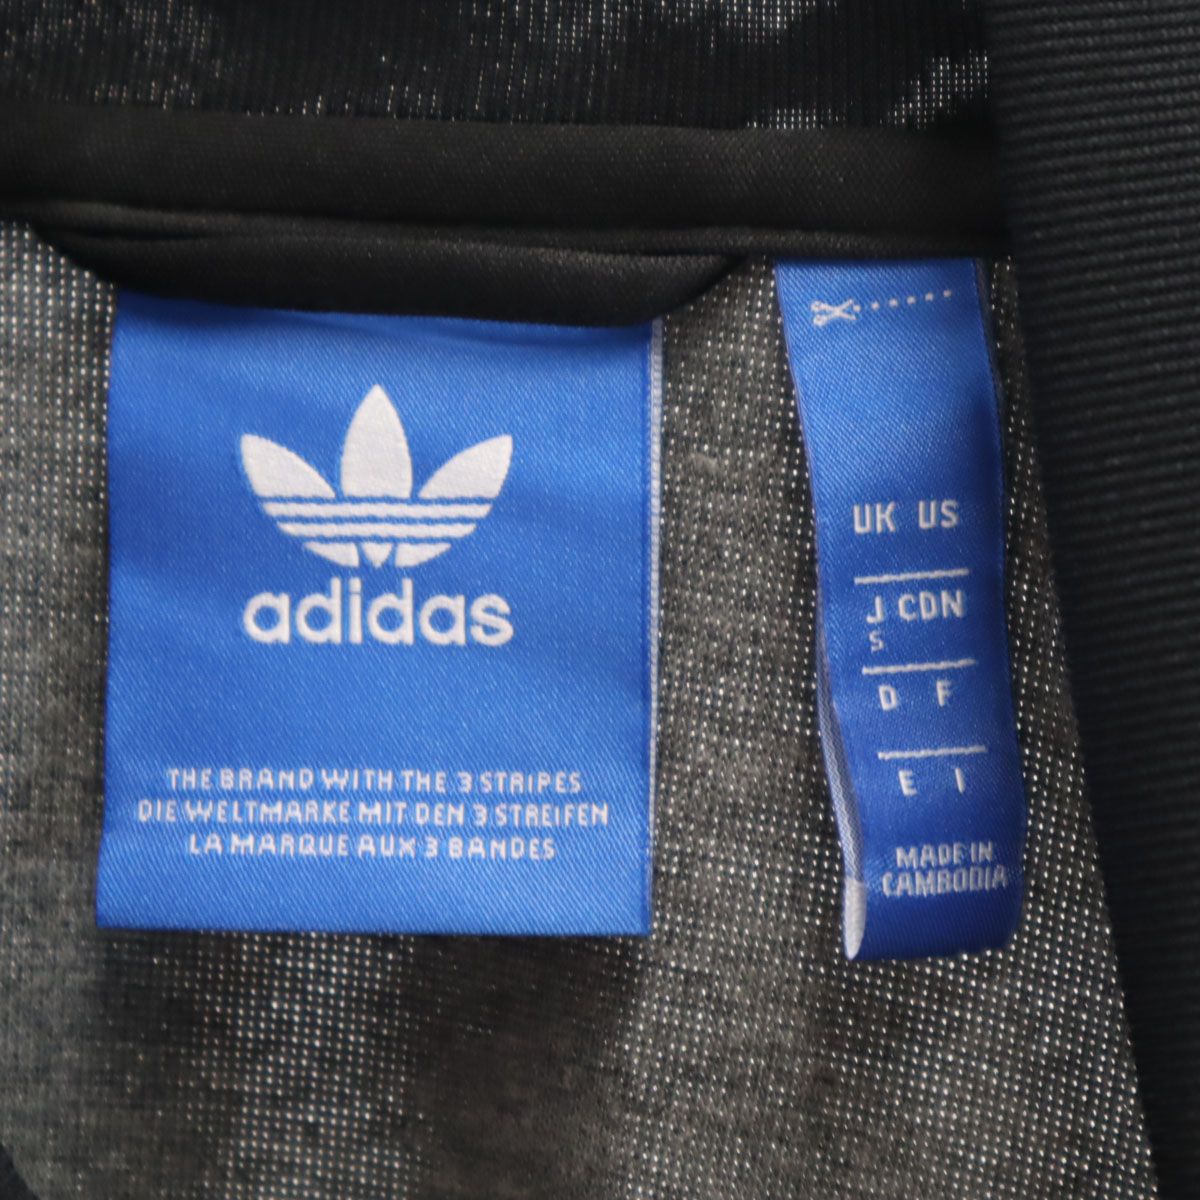 adidas
THE BRAND WITH THE 3 STRIPES
DIE WELTMARKE MIT DEN 3 STREIFEN
LA MARQUE AUX 3 BANDES
UK US
J CDN
S
D F
E I
MADE IN
CAMBODIA